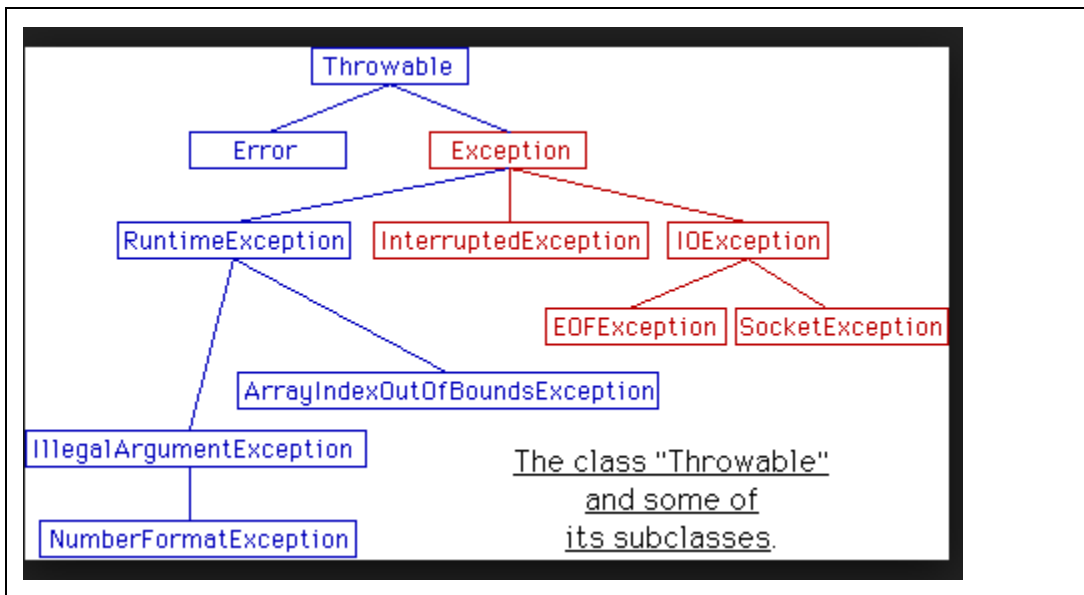 Throwable
Error
Exception
RuntimeException
InterruptedException
IOException
EOFException
SocketException
ArrayIndexOutOfBoundsException
IllegalArgumentException
NumberFormatException
The class "Throwable"
and some of
its subclasses.